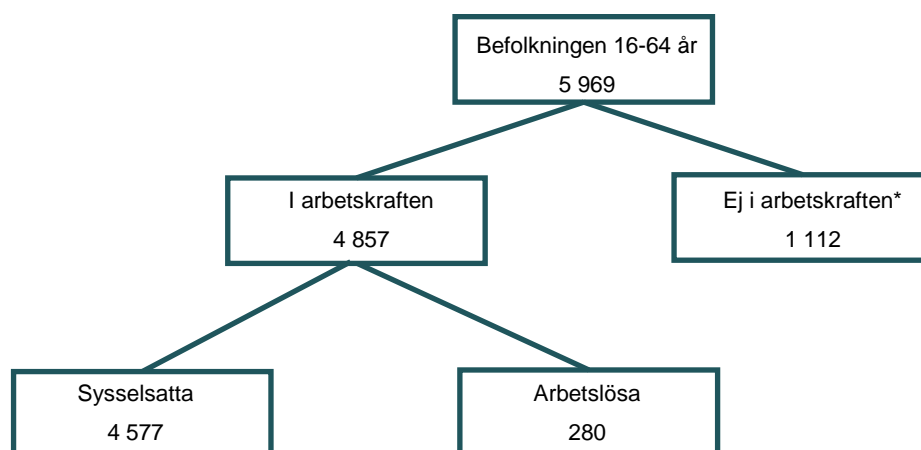 Befolkningen 16-64 år
5 969
I arbetskraften
4 857
Ej i arbetskraften*
1 112
Sysselsatta
4 577
Arbetslösa
280